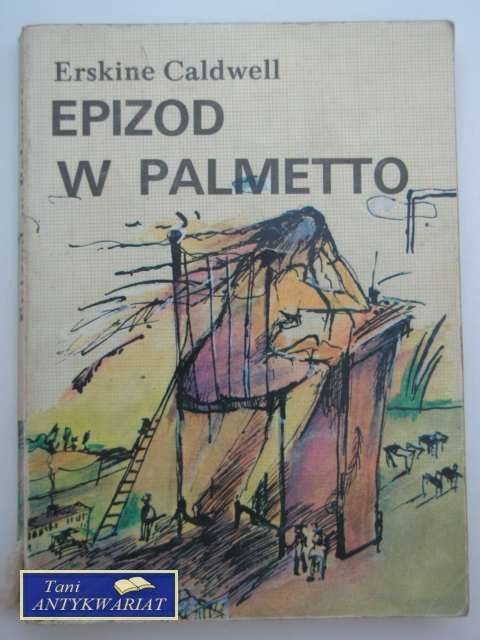 Erskine Caldwell
EPIZOD
W PALMETTO
Tani
ANTYKWARIAT